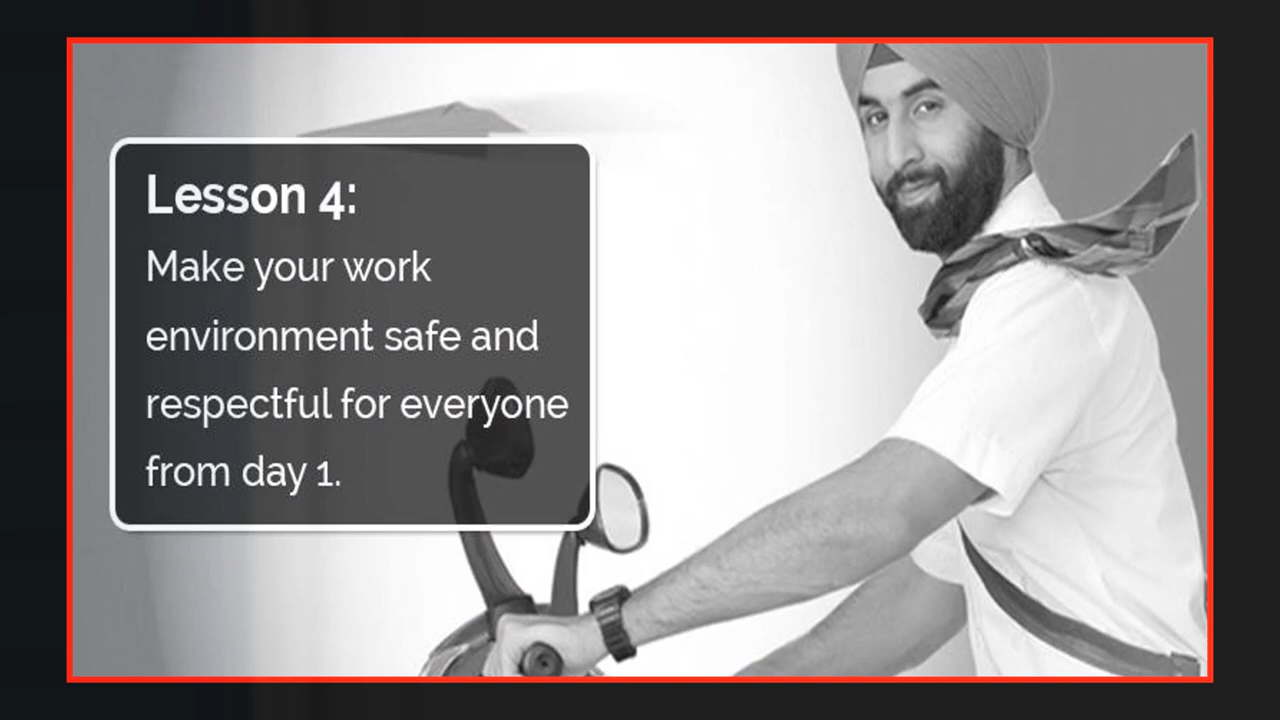 Lesson 4:
Make your work
environment safe and
respectful for everyone
from day 1.